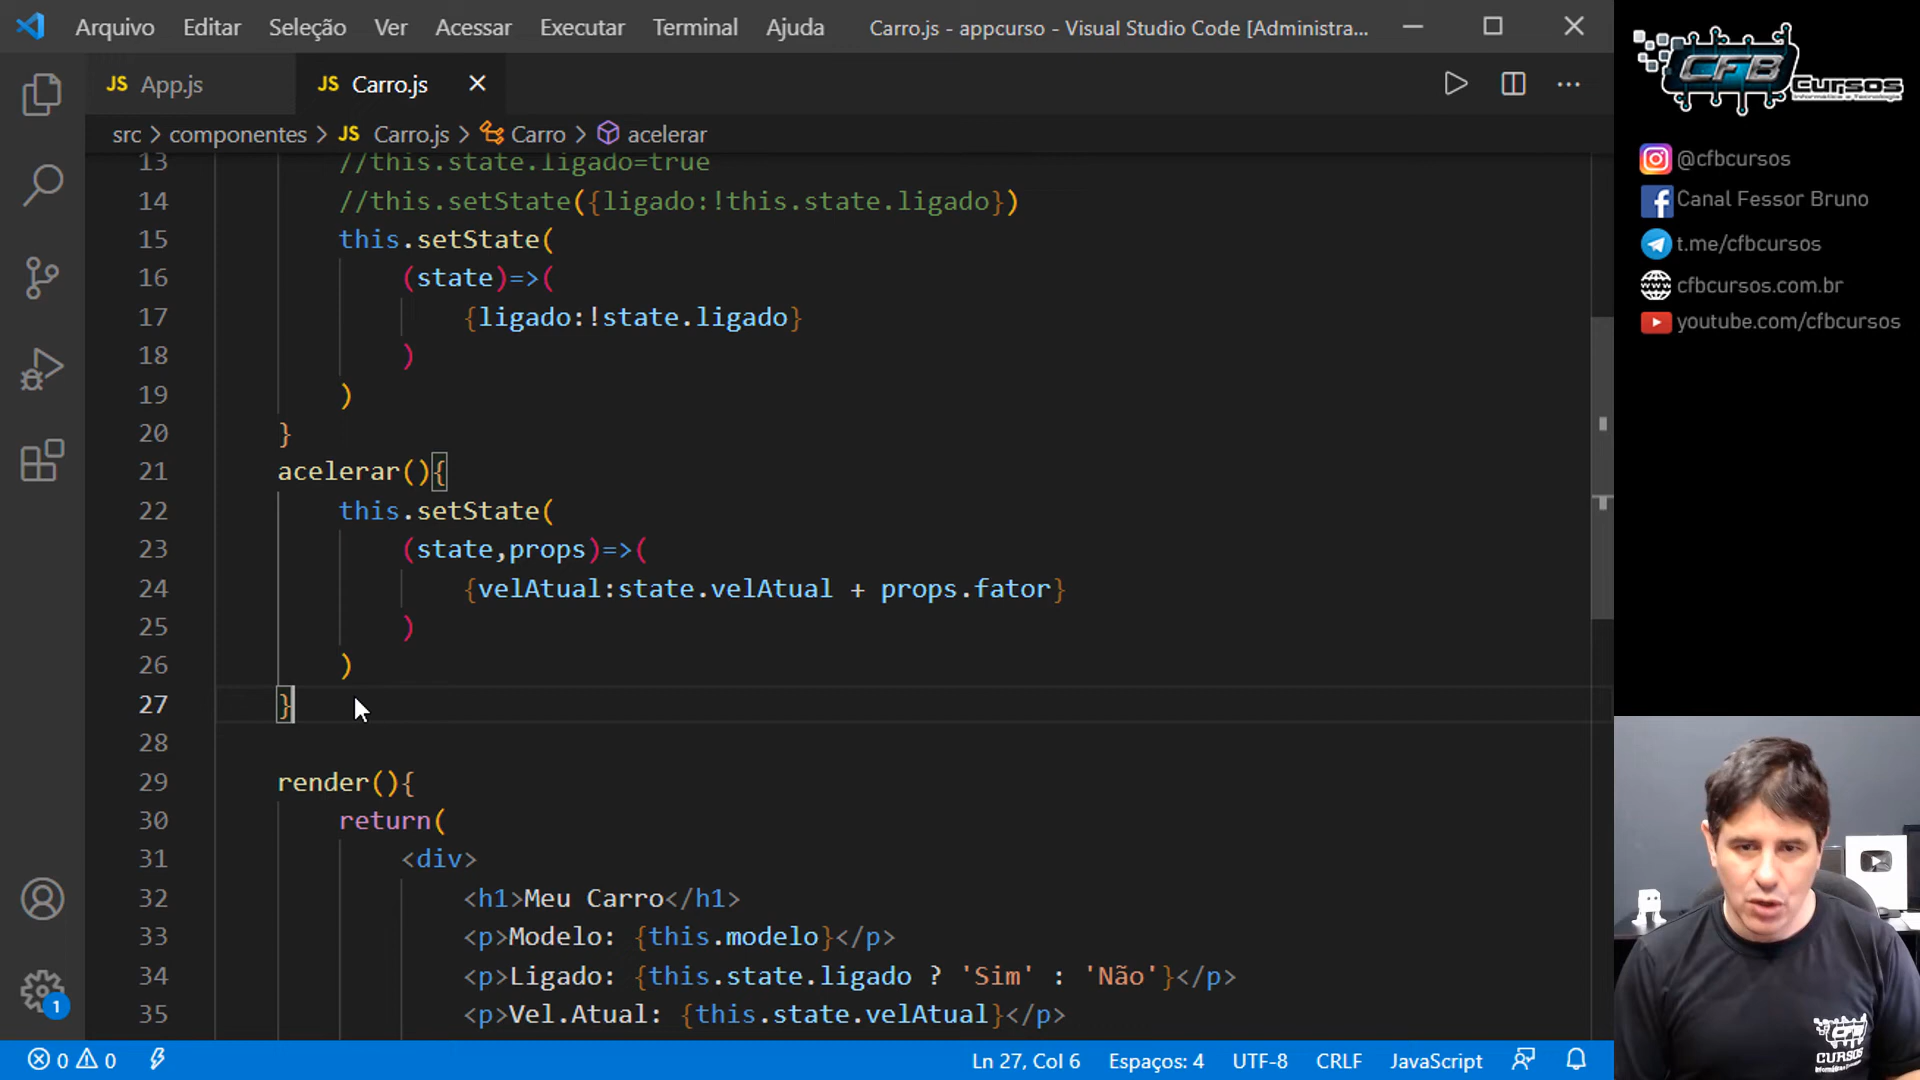 Arquivo Editar Seleção Ver Acessar Executar Terminal Ajuda Carro.js - appcurso - Visual Studio Code [Administra...
JS App.js JS Carro.js
src > componentes > JS Carro.js > Carro > acelerar
13 //this.state.ligado=true
14 //this.setState({ligado:!this.state.ligado})
15 this.setState(
16 (state)=>(
17 {ligado:!state.ligado}
18 )
19 )
20 }
21 acelerar(){
22 this.setState(
23 (state,props)=>(
24 {velAtual:state.velAtual + props.fator}
25 )
26 )
27 }
28
29 render(){
30 return(
31 <div>
32 <h1>Meu Carro</h1>
33 <p>Modelo: {this.modelo}</p>
34 <p>Ligado: {this.state.ligado ? 'Sim' : 'Não'}</p>
35 <p>Vel.Atual: {this.state.velAtual}</p>
1
0 0 Ln 27, Col 6 Espaços: 4 UTF-8 CRLF JavaScript
CFB Cursos
@cfbcursos
Canal Fessor Bruno
t.me/cfbcursos
cfbcursos.com.br
youtube.com/cfbcursos
CFB
CURSOS